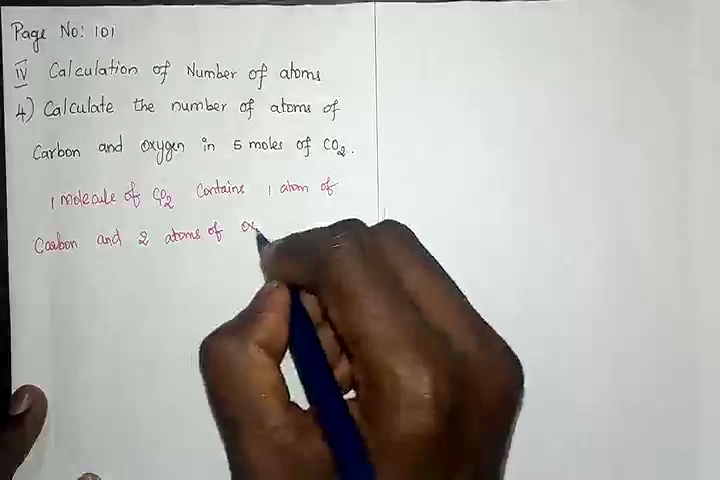 Page No: 101
IV Calculation of Number of atoms
4) Calculate the number of atoms of
Carbon and oxygen in 5 moles of CO2.
1 molecule of CO2 Contains 1 atom of
Carbon and 2 atoms of ox